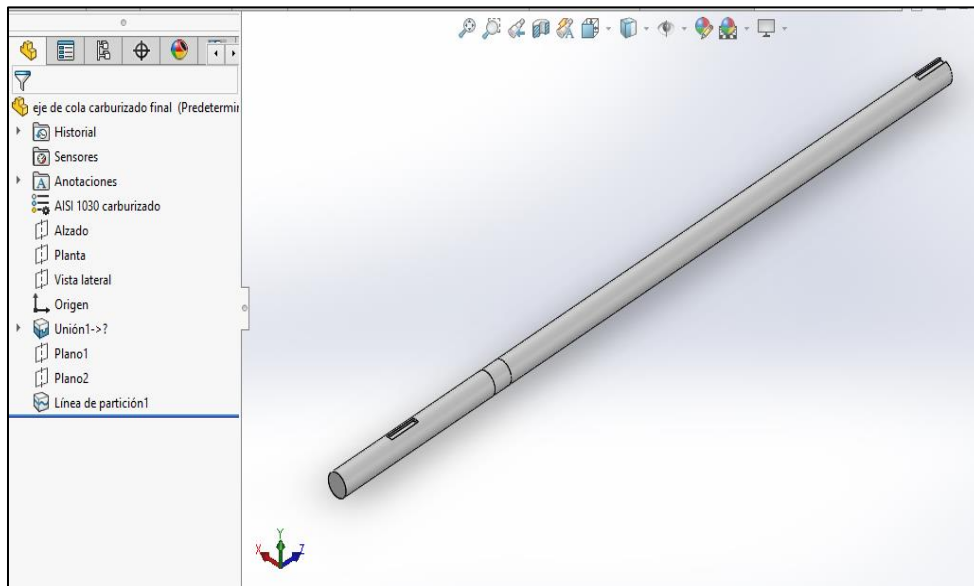 eje de cola carburizado final (Predetermin
Historial
Sensores
A Anotaciones
AISI 1030 carburizado
Alzado
Planta
Vista lateral
Origen
Unión1->?
Plano1
Plano2
Línea de partición1
Y
X
Z